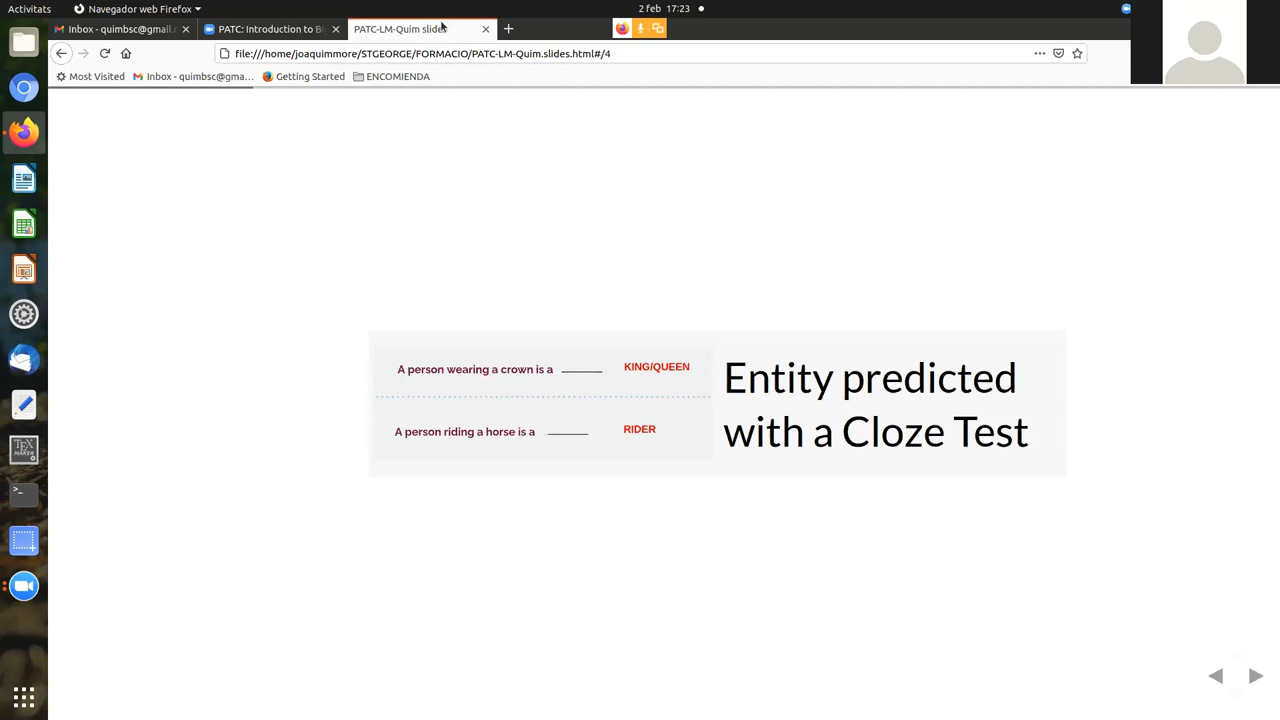 Activitats
Navegador web Firefox
2 feb 17:23
Inbox - quimbsc@gmail.c
PATC: Introduction to Bi
PATC-LM-Quim slides
file:///home/joaquimmore/STGEORGE/FORMACIO/PATC-LM-Quim.slides.html#/4
Most Visited
Inbox - quimbsc@gma...
Getting Started
ENCOMIENDA
A person wearing a crown is a ______ KING/QUEEN
A person riding a horse is a ______ RIDER
Entity predicted
with a Cloze Test